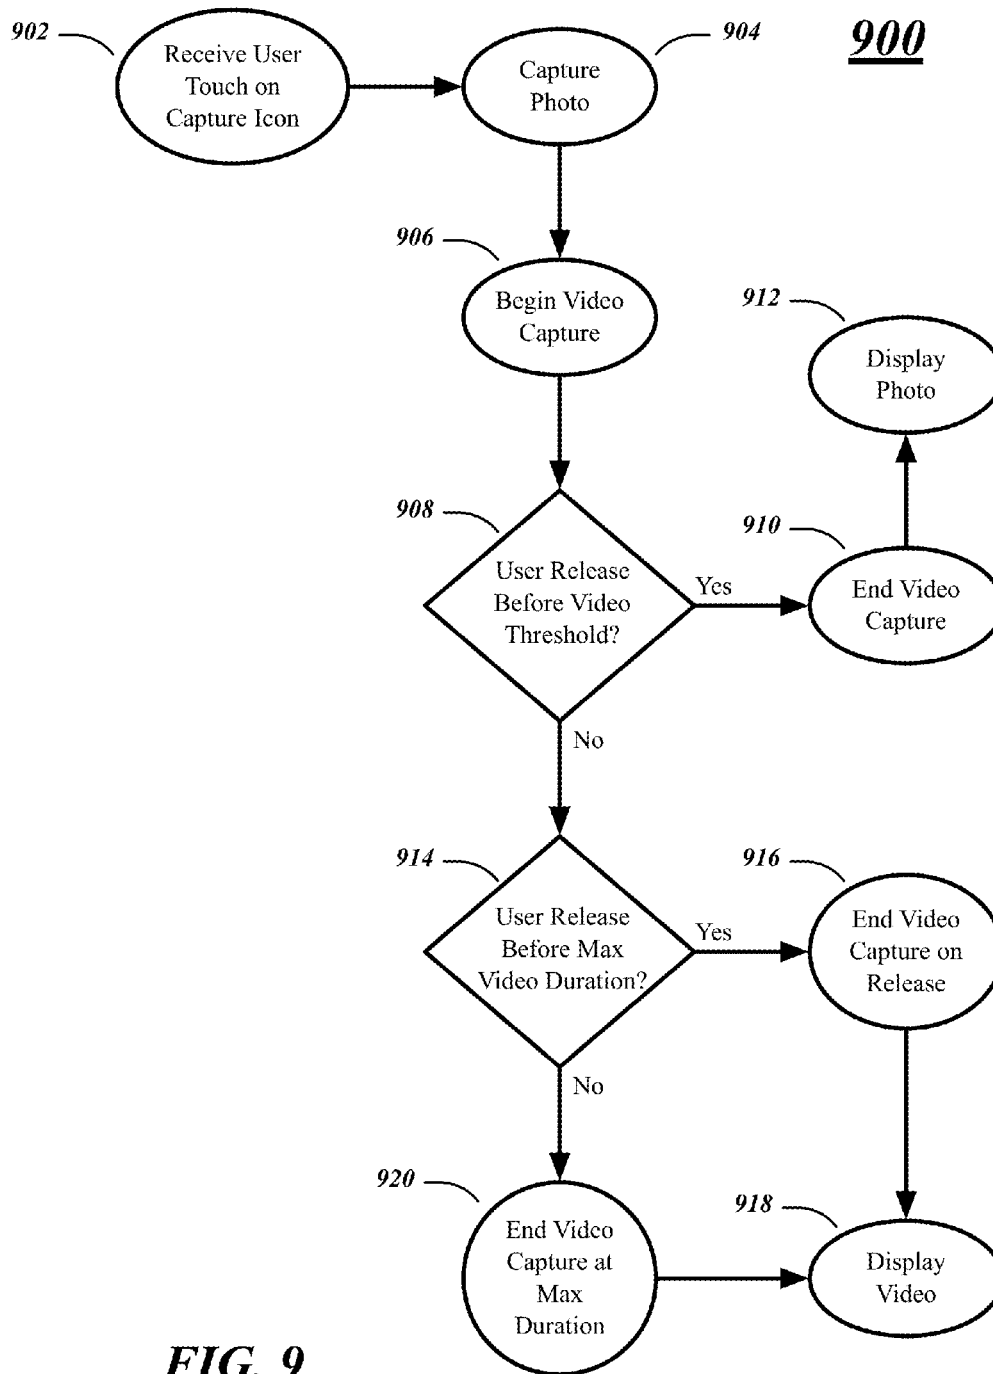 900
902
Receive User
Touch on
Capture Icon
904
Capture
Photo
906
Begin Video
Capture
912
Display
Photo
908
User Release
Before Video
Threshold?
Yes
910
End Video
Capture
No
914
User Release
Before Max
Video Duration?
Yes
916
End Video
Capture on
Release
No
920
End Video
Capture at
Max
Duration
918
Display
Video
FIG. 9